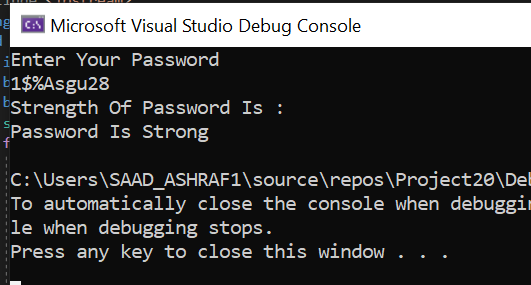 Microsoft Visual Studio Debug Console
Enter Your Password
1$%Asgu28
Strength Of Password Is :
Password Is Strong
C:\Users\SAAD_ASHRAF1\source\repos\Project20\De
To automatically close the console when debuggi
le when debugging stops.
Press any key to close this window . . .